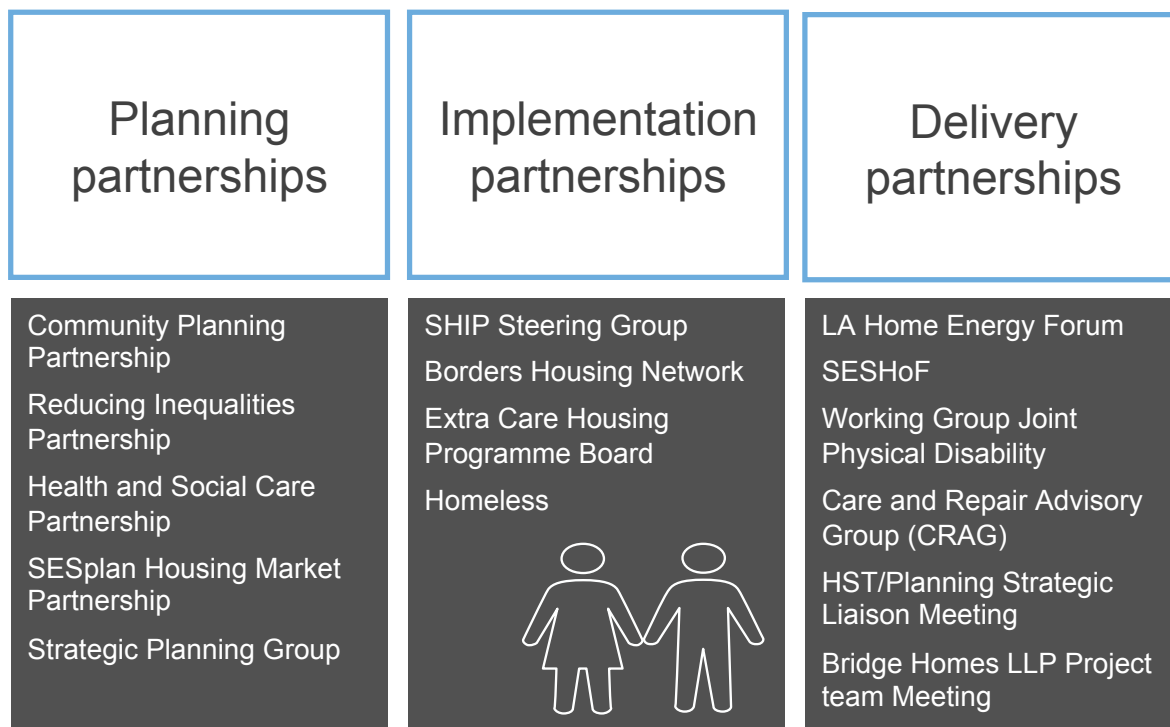 Planning
partnerships
Community Planning
Partnership
Reducing Inequalities
Partnership
Health and Social Care
Partnership
SESplan Housing Market
Partnership
Strategic Planning Group
Implementation
partnerships
SHIP Steering Group
Borders Housing Network
Extra Care Housing
Programme Board
Homeless
Delivery
partnerships
LA Home Energy Forum
SESHoF
Working Group Joint
Physical Disability
Care and Repair Advisory
Group (CRAG)
HST/Planning Strategic
Liaison Meeting
Bridge Homes LLP Project
team Meeting